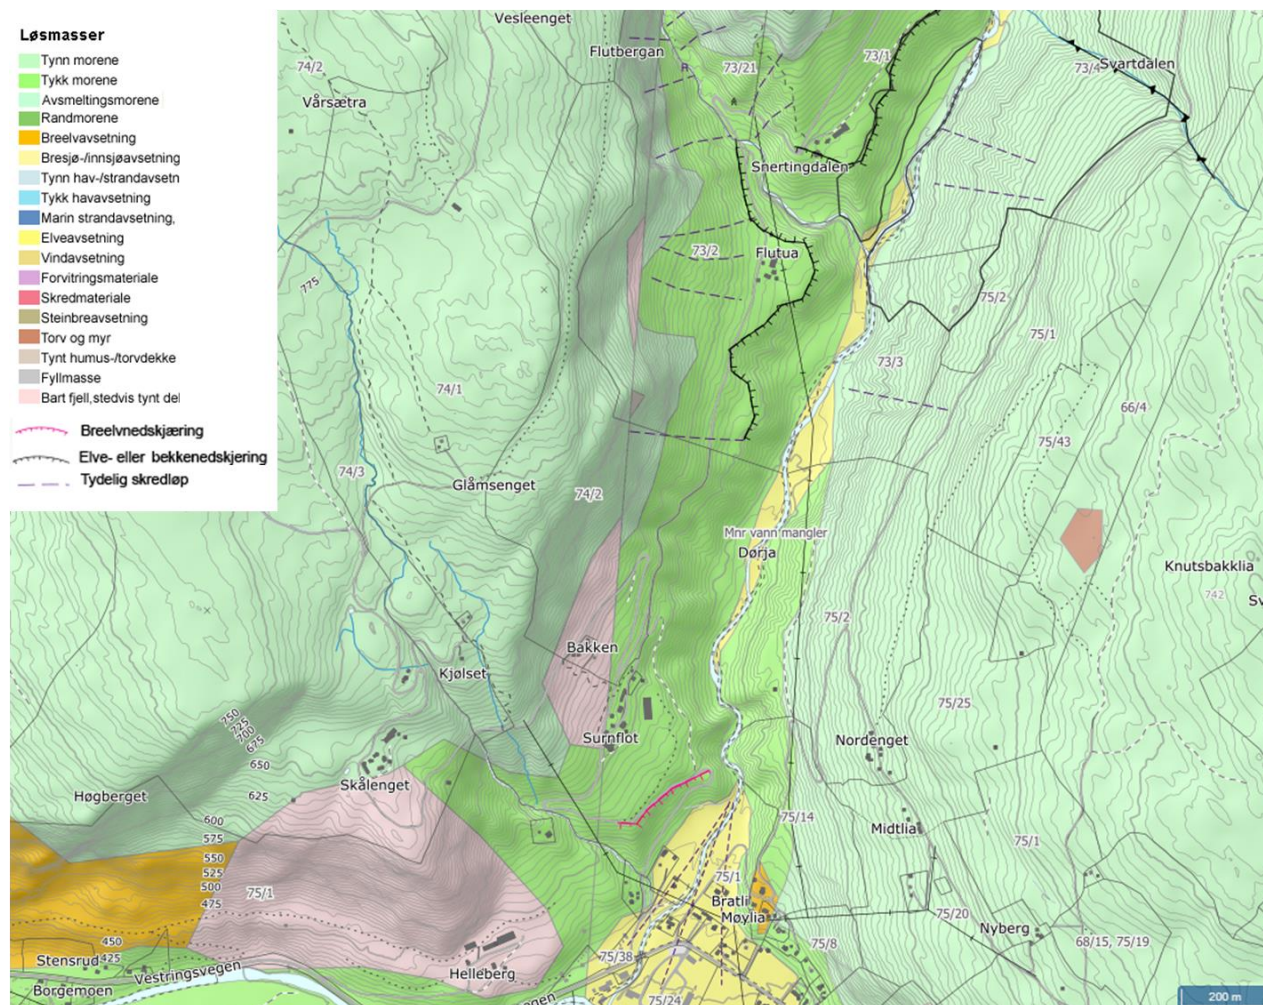 Løsmasser
Tynn morene
Tykk morene
Avsmeltingsmorene
Randmorene
Breelvavsetning
Bresjø-/innsjøavsetning
Tynn hav-/strandavsetn
Tykk havavsetning
Marin strandavsetning,
Elveavsetning
Vindavsetning
Forvitringsmateriale
Skredmateriale
Steinbreavsetning
Torv og myr
Tynt humus-/torvdekke
Fyllmasse
Bart fjell,stedvis tynt del
Breelvnedskjæring
Elve- eller bekkenedskjering
Tydelig skredløp
Vesleenget
Flutbergan
73/1
74/2
73/21
73/4
Svartdalen
Vårsætra
Snertingdalen
73/2
Flutua
775
75/2
75/1
73/3
74/1
66/4
75/43
74/3
Glåmsenget
74/2
Mnr vann mangler
Dørja
Knutsbakklia
742
Sv
75/2
Bakken
Kjølset
75/25
750
725
700
675
Surnflot
Nordenget
650
Skålenget
625
Høgberget
600
75/14
Midtlia
575
75/1
550
525
500
475
75/1
75/1
Bratli
Møylia
75/20
Nyberg
450
425
Stensrud
Vestringsvegen
75/38
75/8
68/15, 75/19
Helleberg
Borgemoen
egen
75/24
200 m